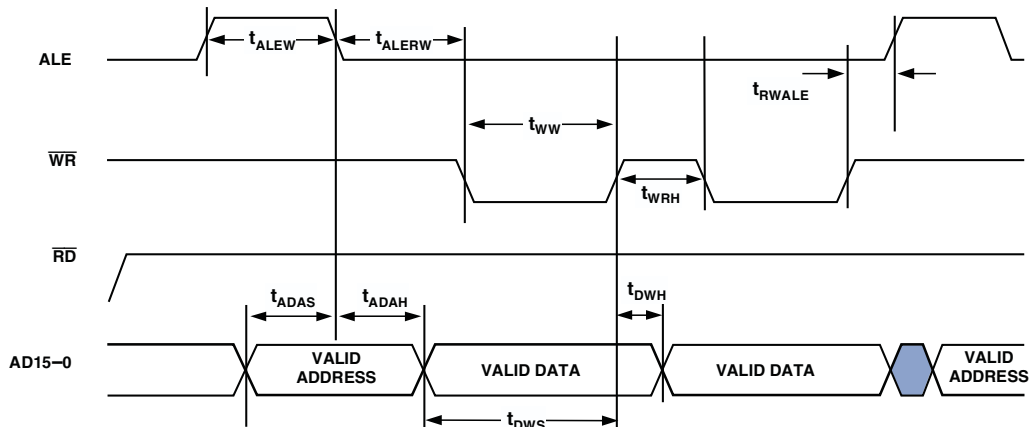 ALE
tALEW
tALERW
tRWALE
tWW
WR
tWRH
RD
tADAS
tADAH
tDWH
AD15–0
VALID
ADDRESS
VALID DATA
VALID DATA
VALID
ADDRESS
tDWS